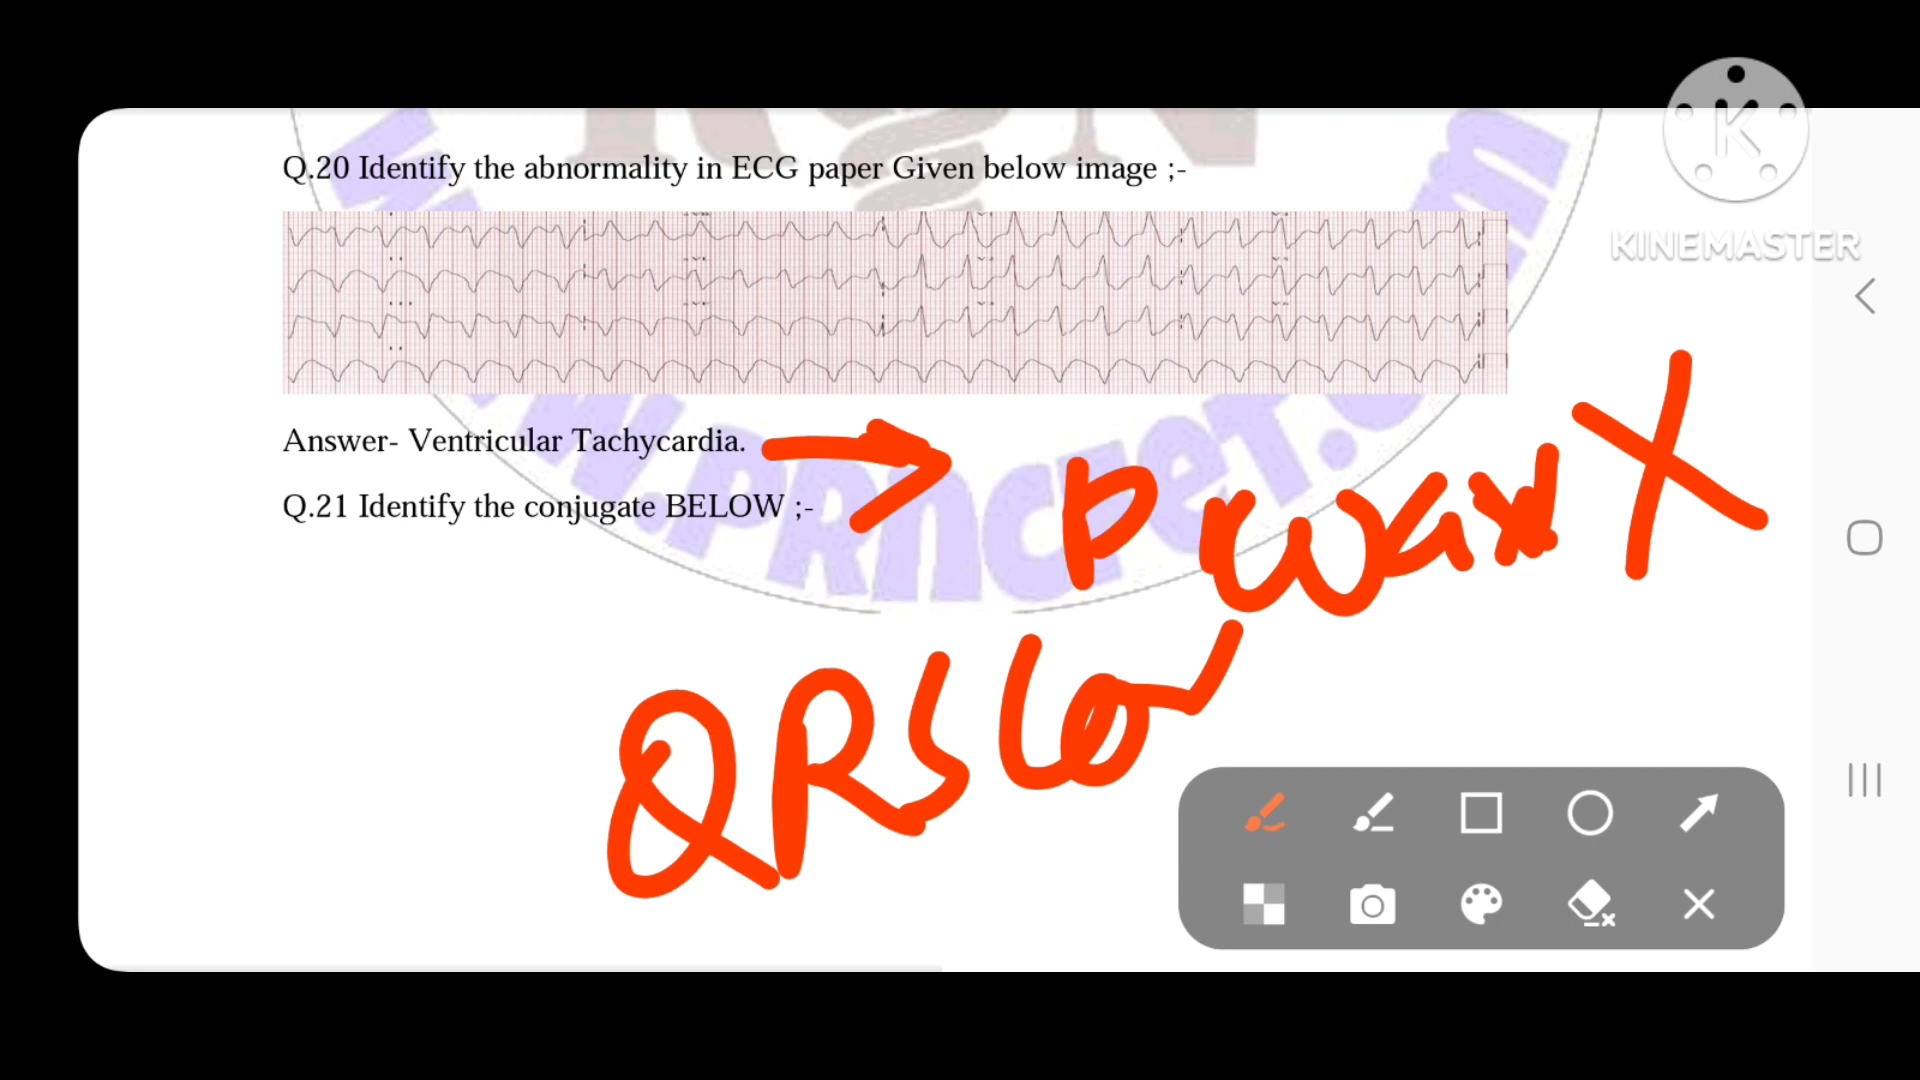 Q.20 Identify the abnormality in ECG paper Given below image ;-
KINEMASTER
Answer- Ventricular Tachycardia.
Q.21 Identify the conjugate BELOW ;-
P
QRS